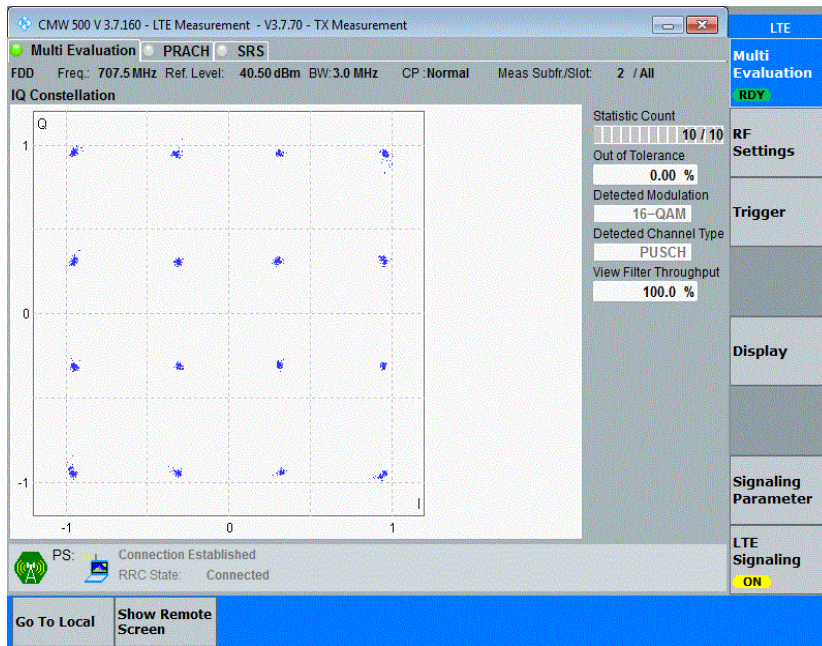 CMW 500 V 3.7.160 - LTE Measurement - V3.7.70 - TX Measurement
LTE
Multi Evaluation PRACH SRS
Multi
Evaluation
RDY
FDD Freq.: 707.5 MHz Ref. Level: 40.50 dBm BW: 3.0 MHz CP : Normal Meas Subfr/Slot: 2 / All
IQ Constellation
Q
1
0
-1
-1 0 1
I
Statistic Count
10 / 10
Out of Tolerance
0.00 %
Detected Modulation
16-QAM
Detected Channel Type
PUSCH
View Filter Throughput
100.0 %
RF
Settings
Trigger
Display
Signaling
Parameter
LTE
Signaling
ON
PS: Connection Established
RRC State: Connected
Go To Local
Show Remote
Screen